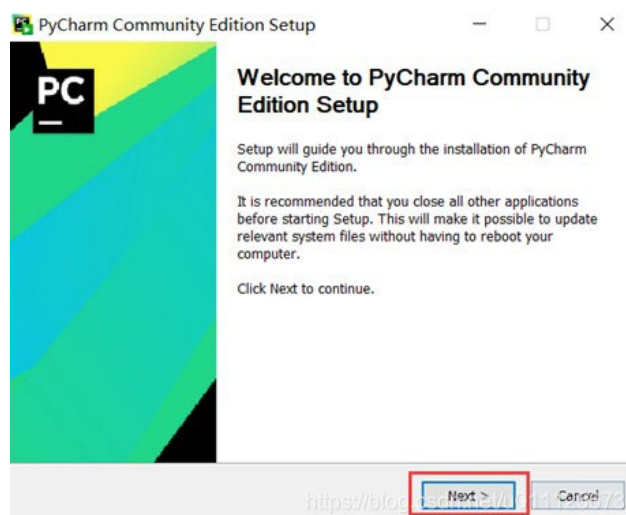 PyCharm Community Edition Setup
PC
Welcome to PyCharm Community
Edition Setup
Setup will guide you through the installation of PyCharm
Community Edition.
It is recommended that you close all other applications
before starting Setup. This will make it possible to update
relevant system files without having to reboot your
computer.
Click Next to continue.
Next >
Cancel